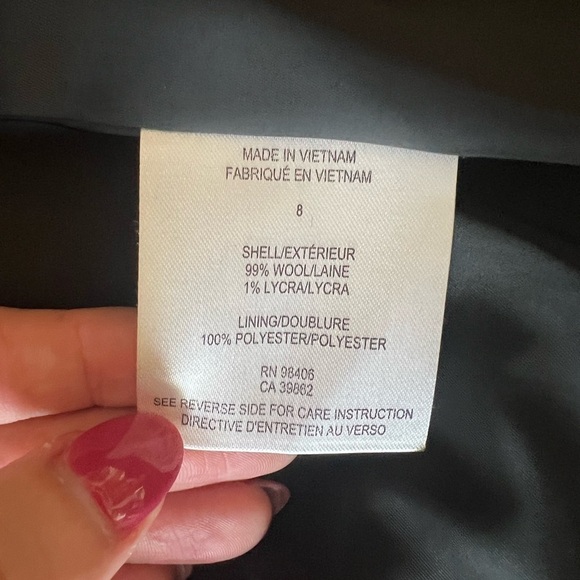 MADE IN VIETNAM
FABRIQUÉ EN VIETNAM
8
SHELL/EXTÉRIEUR
99% WOOL/LAINE
1% LYCRA/LYCRA
LINING/DOUBLURE
100% POLYESTER/POLYESTER
RN 98406
CA 39862
SEE REVERSE SIDE FOR CARE INSTRUCTION
DIRECTIVE D'ENTRETIEN AU VERSO